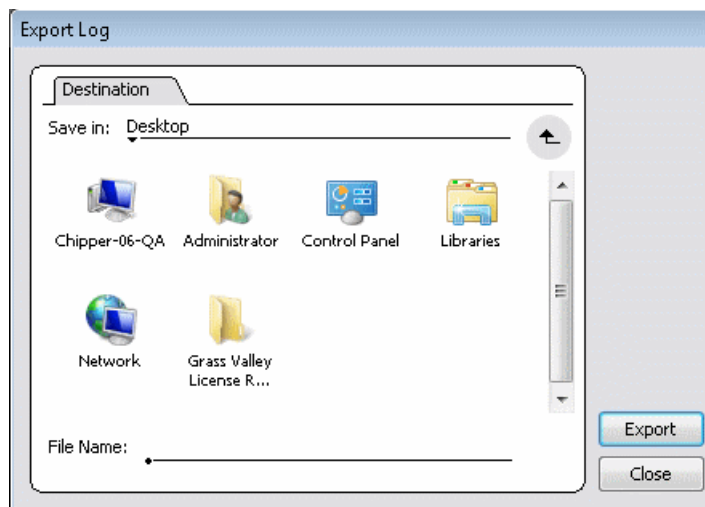 Export Log
Destination
Save in: Desktop
Chipper-06-QA Administrator Control Panel Libraries
Network Grass Valley
License R...
File Name:
Export
Close